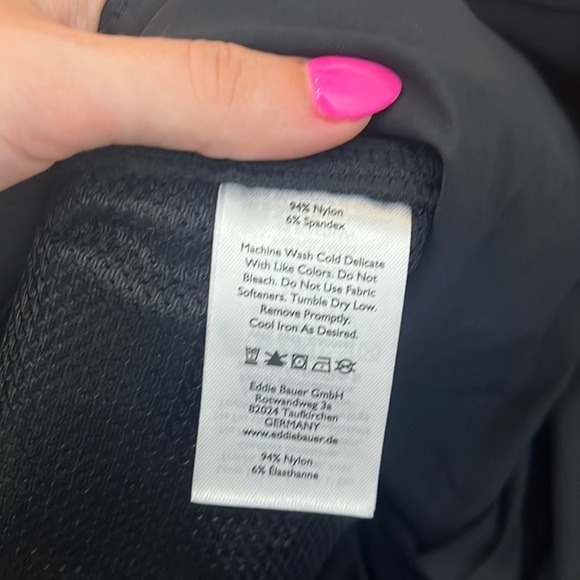 94% Nylon
6% Spandex
Machine Wash Cold Delicate
With Like Colors. Do Not
Bleach. Do Not Use Fabric
Softeners. Tumble Dry Low.
Remove Promptly.
Cool Iron As Desired.
Eddie Bauer GmbH
Rotwandweg 3a
82024 Taufkirchen
GERMANY
www.eddiebauer.de
94% Nylon
6% Élasthanne